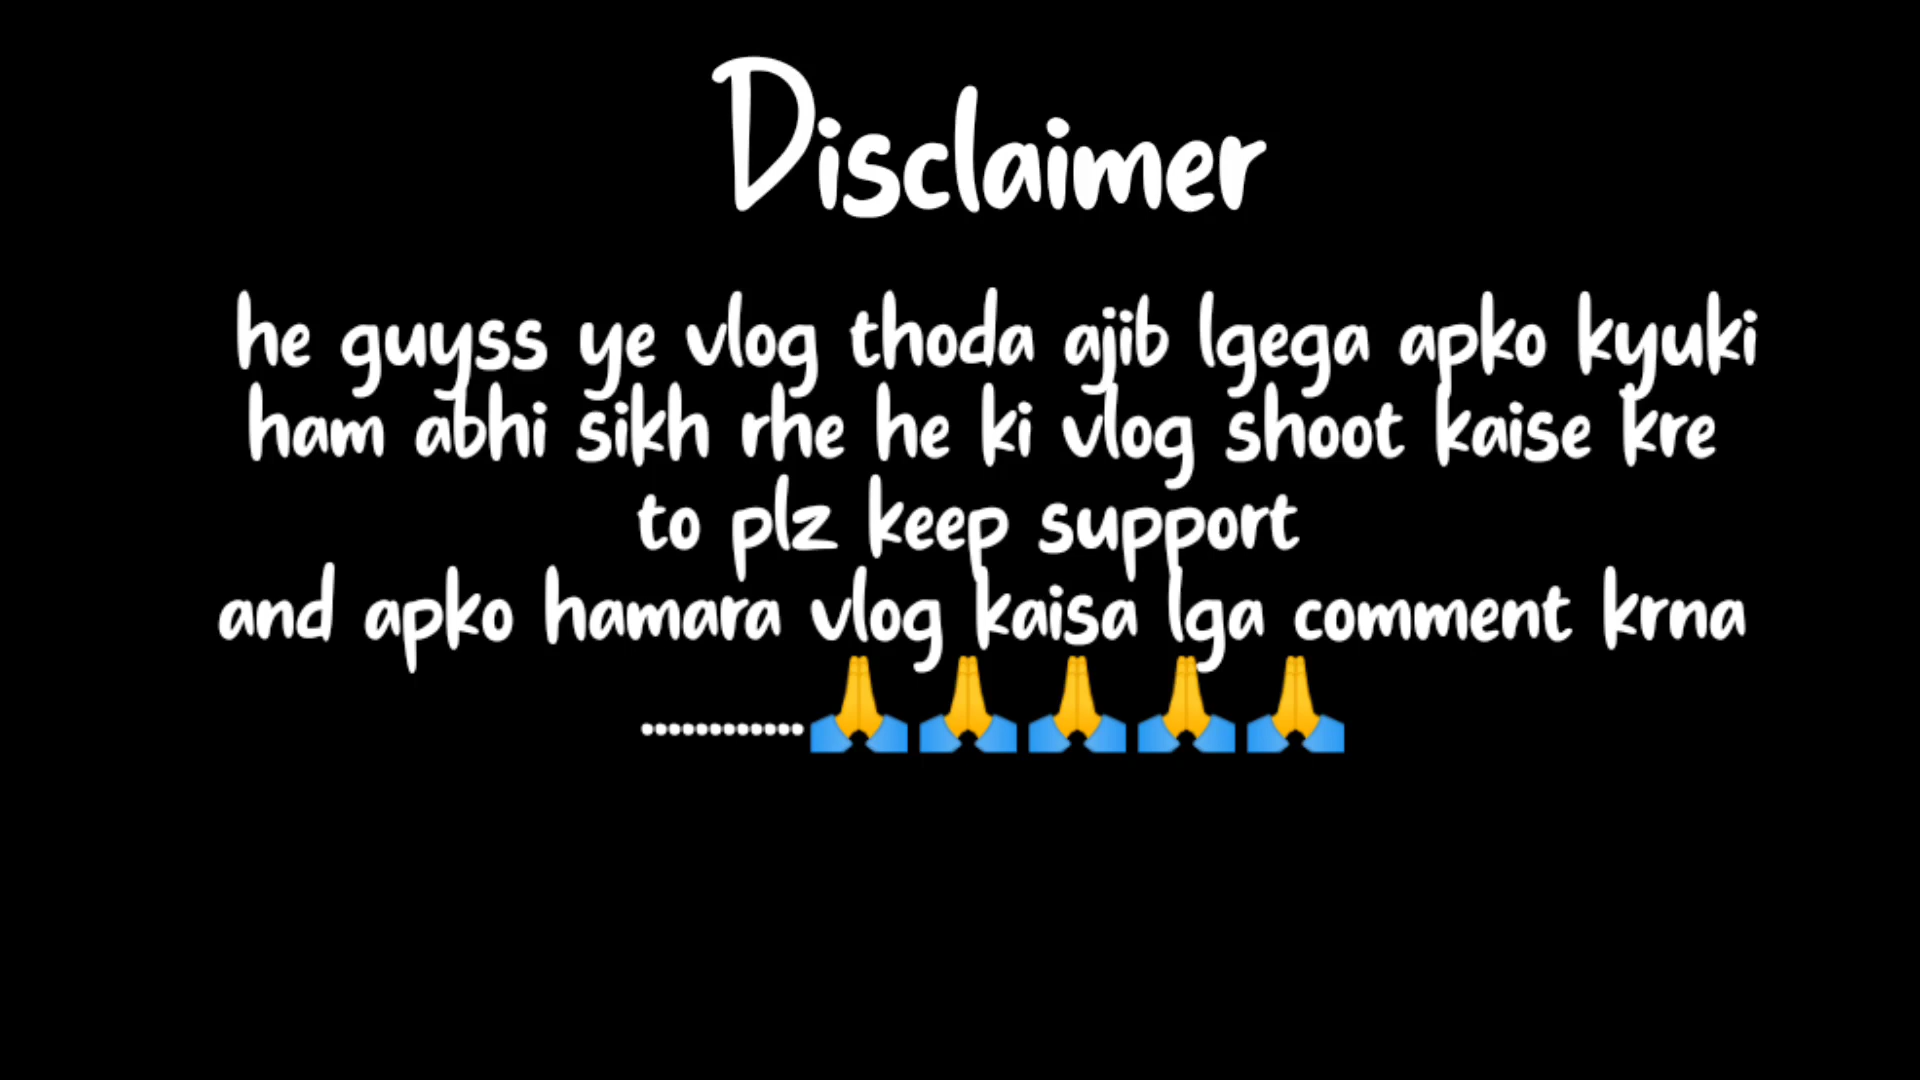 Disclaimer
he guyss ye vlog thoda ajib lgega apko kyuki
ham abhi sikh rhe he ki vlog shoot kaise kre
to plz keep support
and apko hamara vlog kaisa lga comment krna
............🙏🙏🙏🙏🙏